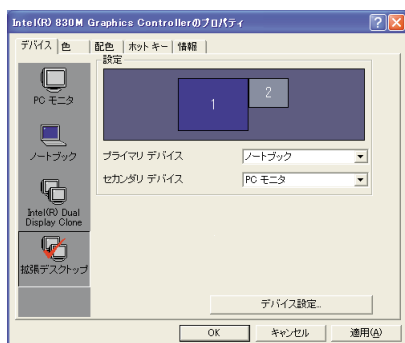 Intel(R) 830M Graphics Controllerのプロパティ
デバイス 色 配色 ホット キー 情報
設定
1
2
PC モニタ
ノートブック
Intel(R) Dual
Display Clone
拡張デスクトップ
プライマリ デバイス ノートブック
セカンダリ デバイス PC モニタ
デバイス設定...
OK キャンセル 適用(A)